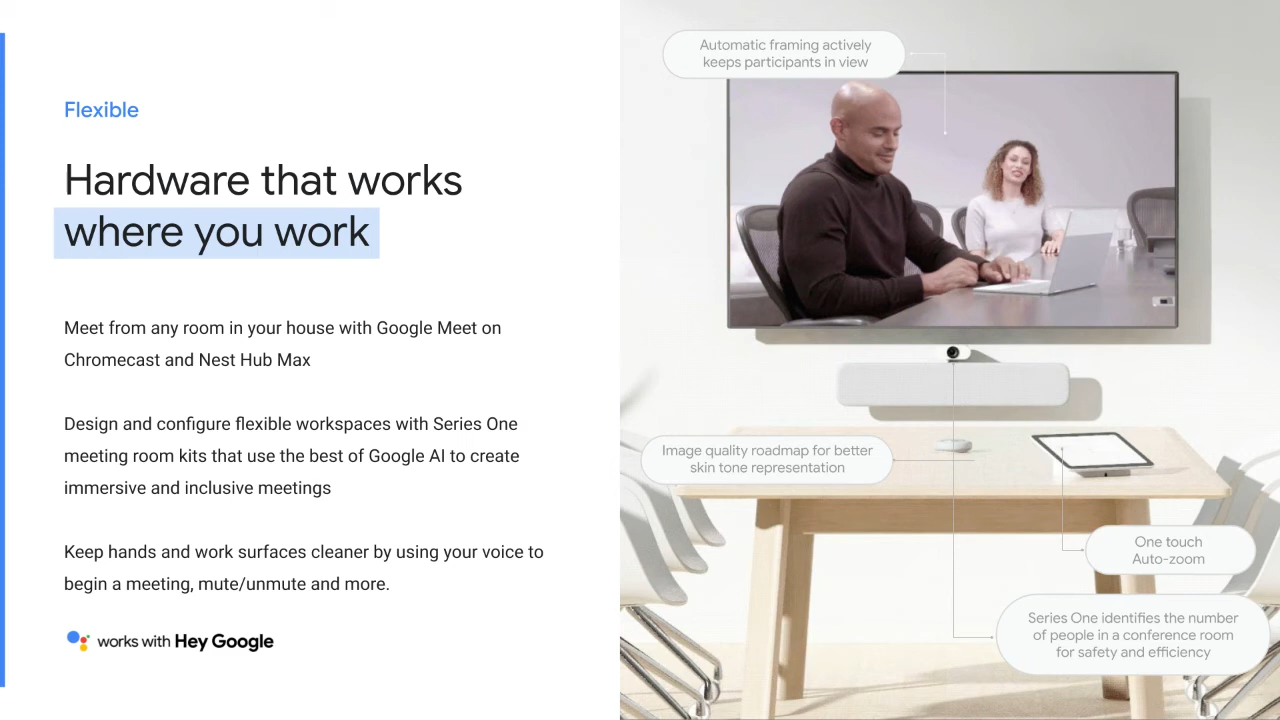 Flexible
Hardware that works
where you work
Meet from any room in your house with Google Meet on
Chromecast and Nest Hub Max
Design and configure flexible workspaces with Series One
meeting room kits that use the best of Google AI to create
immersive and inclusive meetings
Keep hands and work surfaces cleaner by using your voice to
begin a meeting, mute/unmute and more.
works with Hey Google
Automatic framing actively
keeps participants in view
Image quality roadmap for better
skin tone representation
One touch
Auto-zoom
Series One identifies the number
of people in a conference room
for safety and efficiency